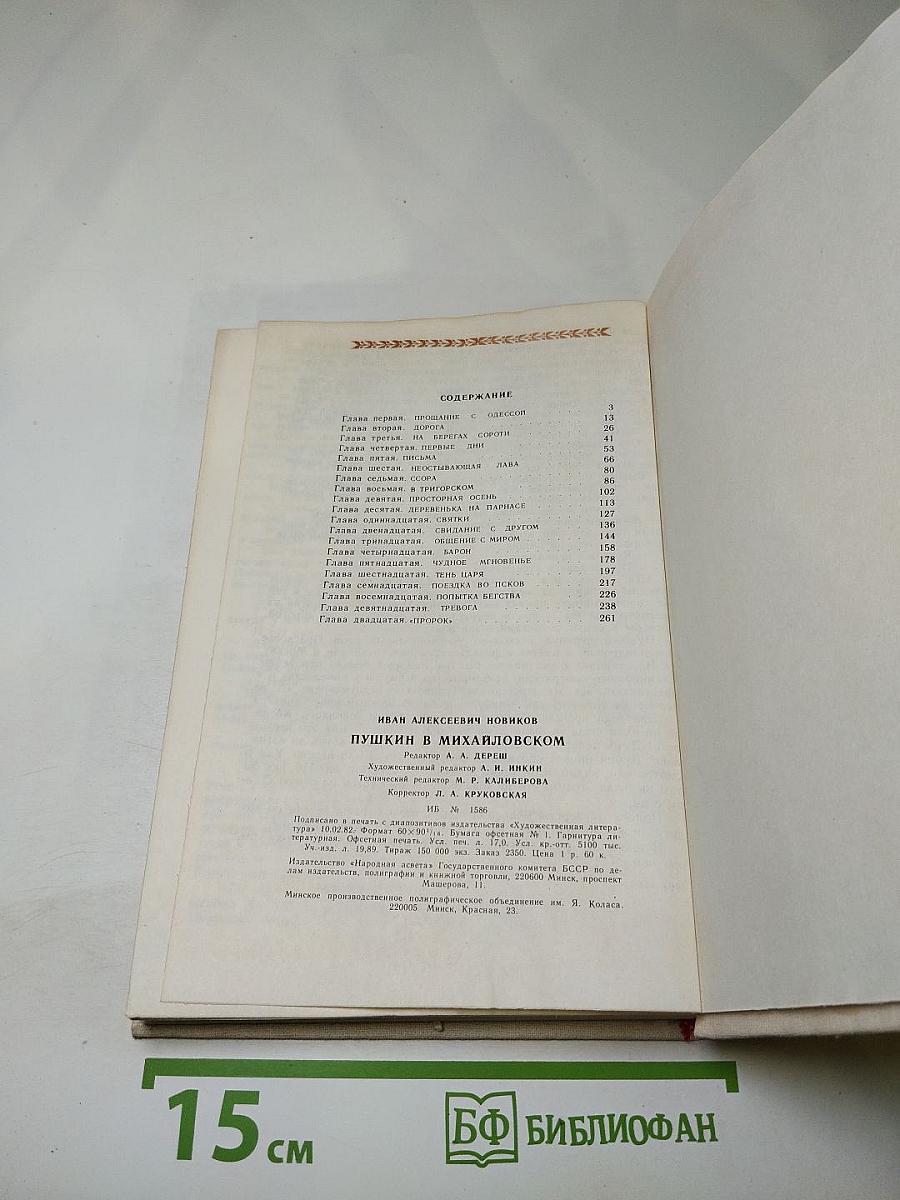 СОДЕРЖАНИЕ
Глава первая. ПРОЩАНИЕ С ОДЕССОЙ 3
Глава вторая. ДОРОГА 13
Глава третья. НА БЕРЕГАХ СОРОТИ 26
Глава четвертая. ПЕРВЫЕ ДНИ 41
Глава пятая. ПИСЬМА 53
Глава шестая. НЕОСТЫВАЮЩАЯ ЛАВА 66
Глава седьмая. ССОРА 80
Глава восьмая. В ТРИГОРСКОМ 86
Глава девятая. ПРОСТОРНАЯ ОСЕНЬ 102
Глава десятая. ДЕРЕВЕНЬКА НА ПАРНАСЕ 113
Глава одиннадцатая. СВЯТКИ 127
Глава двенадцатая. СВИДАНИЕ С ДРУГОМ 136
Глава тринадцатая. ОБЩЕНИЕ С МИРОМ 144
Глава четырнадцатая. БАРОН 158
Глава пятнадцатая. ЧУДНОЕ МГНОВЕНЬЕ 178
Глава шестнадцатая. ТЕНЬ ЦАРЯ 197
Глава семнадцатая. ПОЕЗДКА ВО ПСКОВ 217
Глава восемнадцатая. ПОПЫТКА БЕГСТВА 226
Глава девятнадцатая. ТРЕВОГА 238
Глава двадцатая. «ПРОРОК» 261
ИВАН АЛЕКСЕЕВИЧ НОВИКОВ
ПУШКИН В МИХАЙЛОВСКОМ
Редактор А. А. ДЕРЕШ
Художественный редактор А. И. ИНКИН
Технический редактор М. Р. КАЛИБЕРОВА
Корректор Л. А. КРУКОВСКАЯ
ИБ № 1586
Подписано в печать с диапозитивов издательства «Художественная литера-
тура» 10.02.82. Формат 60×90¹/₁₆. Бумага офсетная № 1. Гарнитура ли-
тературная. Офсетная печать. Усл. печ. л. 17,0. Усл. кр.-отт. 5100 тыс.
Уч.-изд. л. 19,89. Тираж 150 000 экз. Заказ 2350. Цена 1 р. 60 к.
Издательство «Народная асвета» Государственного комитета БССР по де-
лам издательств, полиграфии и книжной торговли, 220600 Минск, проспект
Машерова, 11.
Минское производственное полиграфическое объединение им. Я. Коласа.
220005. Минск, Красная, 23.
15 см
БФ БИБЛИОФАН